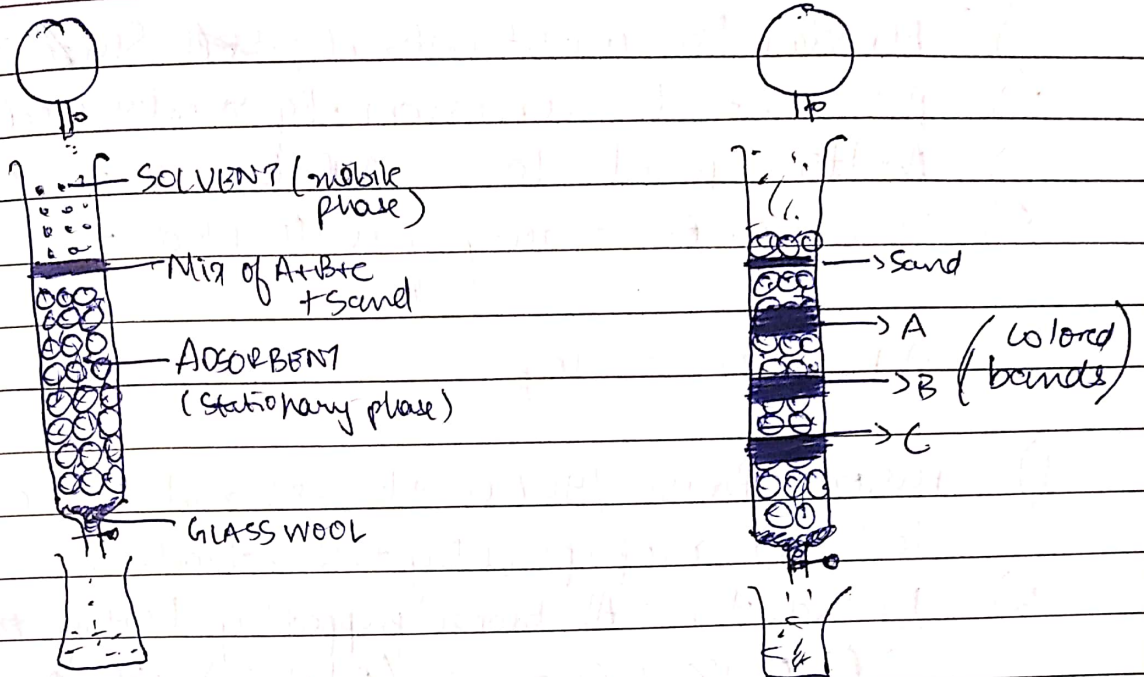 SOLVENT (mobile
phase)
Mix of A+B+C
+ Sand
ADSORBENT
(Stationary phase)
GLASS WOOL
Sand
A
B
C
(colored
bands)